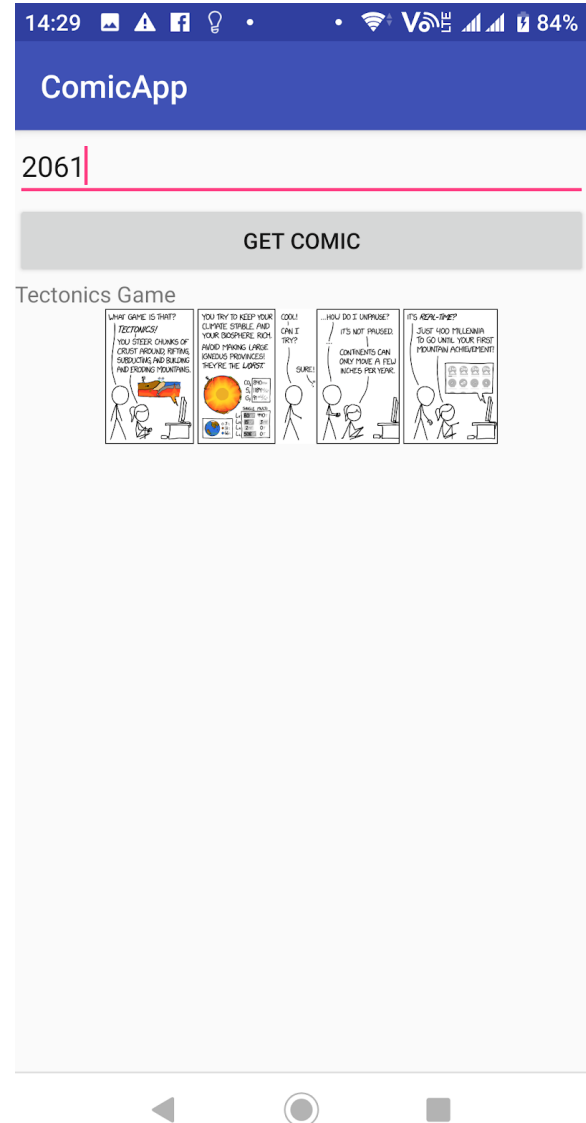 14:29
84%
ComicApp
2061
GET COMIC
Tectonics Game
WHAT GAME IS THAT?
TECTONICS!
YOU STEER CHUNKS OF
CRUST AROUND, RIFTING,
SUBDUCTING, AND BUILDING
AND ERODING MOUNTAINS.
YOU TRY TO KEEP YOUR
CLIMATE STABLE AND
YOUR BIOSPHERE RICH.
AVOID MAKING LARGE
IGNEOUS PROVINCES!
THEY'RE THE WORST.
COOL!
CAN I
TRY?
SURE!
...HOW DO I UNPAUSE?
IT'S NOT PAUSED.
CONTINENTS CAN
ONLY MOVE A FEW
INCHES PER YEAR.
IT'S REAL-TIME?
JUST 400 MILLENNIA
TO GO UNTIL YOUR FIRST
MOUNTAIN ACHIEVEMENT!